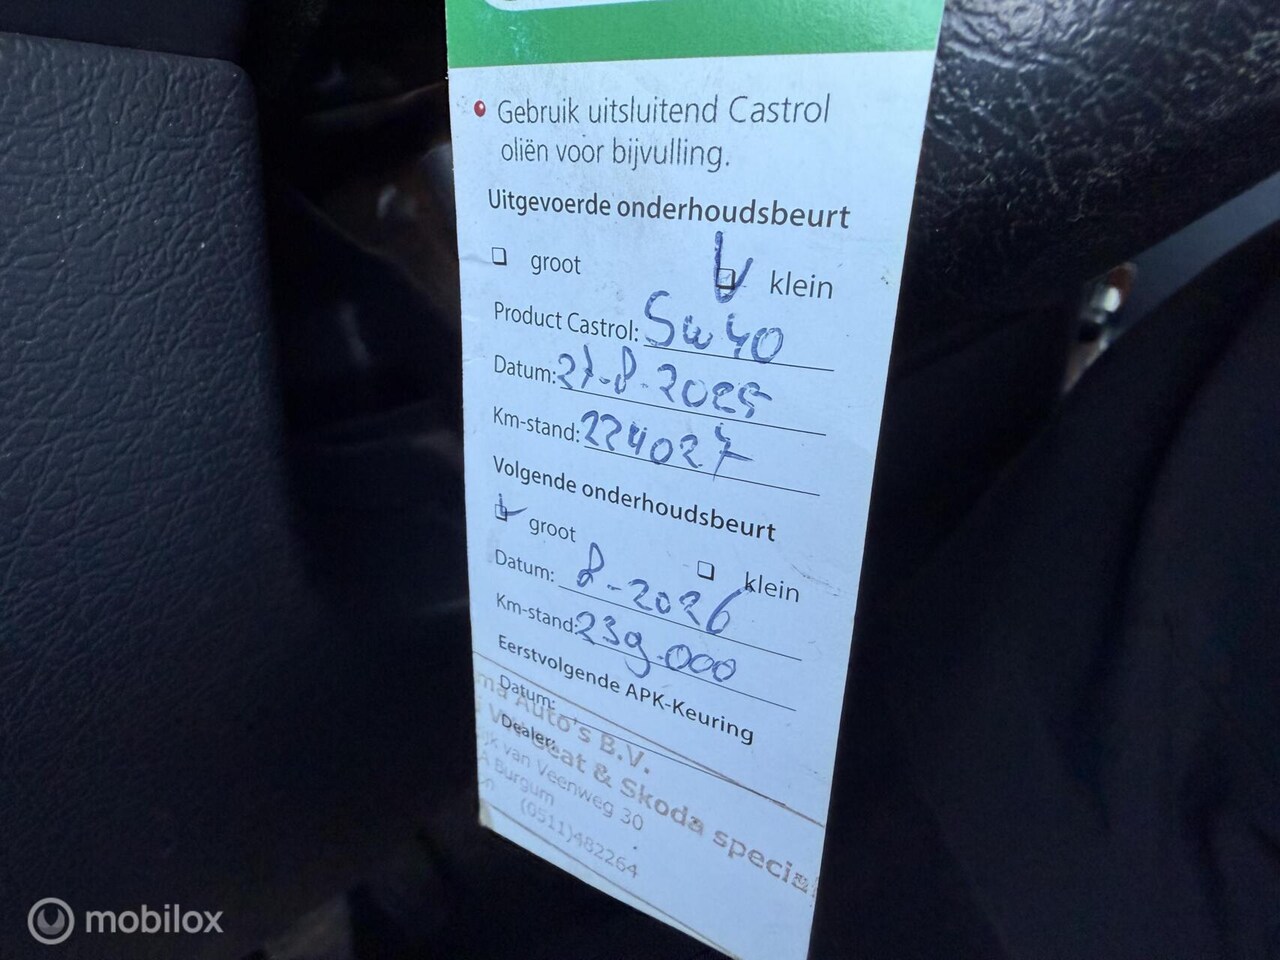 Gebruik uitsluitend Castrol
oliën voor bijvulling.
Uitgevoerde onderhoudsbeurt
groot klein
Product Castrol: 5w40
Datum: 27-8-2025
Km-stand: 224027
Volgende onderhoudsbeurt
groot klein
Datum: 8-2026
Km-stand: 239.000
Eerstvolgende APK-Keuring
Datum:
Auto's B.V.
Dealer:
Seat & Skoda
van Veenweg 30
Burgum
(0511)482264
mobilox